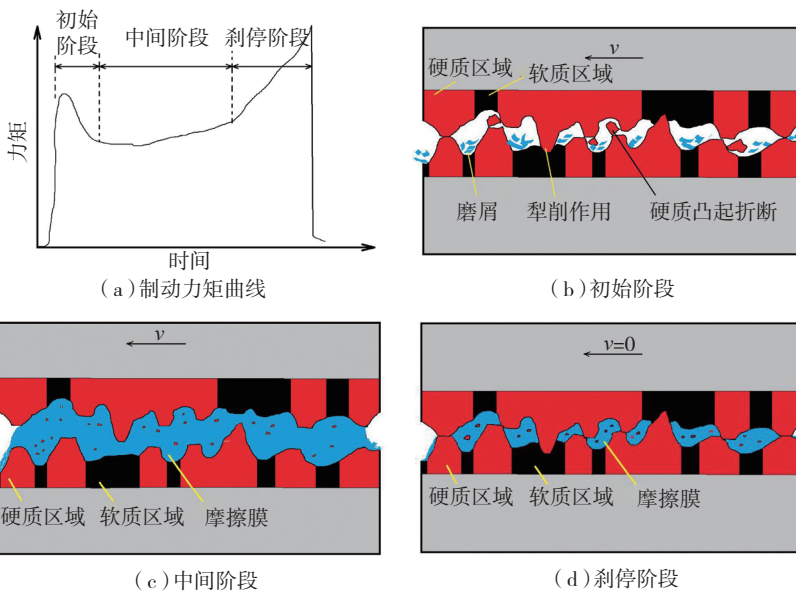 初始
阶段
中间阶段
刹停阶段
力矩
时间
(a)制动力矩曲线
v
硬质区域
软质区域
磨屑
犁削作用
硬质凸起折断
(b)初始阶段
v
硬质区域
软质区域
摩擦膜
(c)中间阶段
v=0
硬质区域
软质区域
摩擦膜
(d)刹停阶段